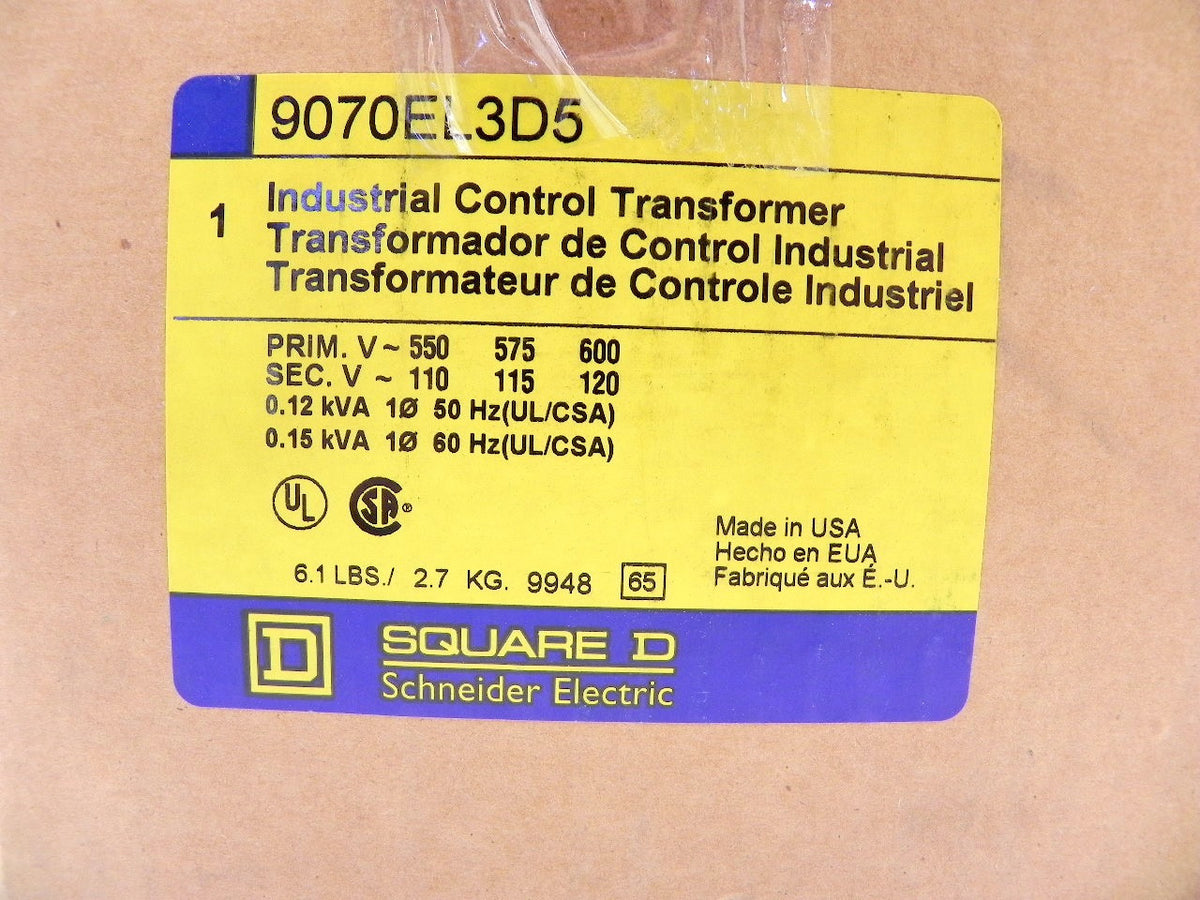 9070EL3D5
1
Industrial Control Transformer
Transformador de Control Industrial
Transformateur de Controle Industriel
PRIM. V ~ 550 575 600
SEC. V ~ 110 115 120
0.12 kVA 1Ø 50 Hz(UL/CSA)
0.15 kVA 1Ø 60 Hz(UL/CSA)
UL SA®
Made in USA
Hecho en EUA
Fabriqué aux É.-U.
6.1 LBS./ 2.7 KG. 9948 65
D SQUARE D
Schneider Electric